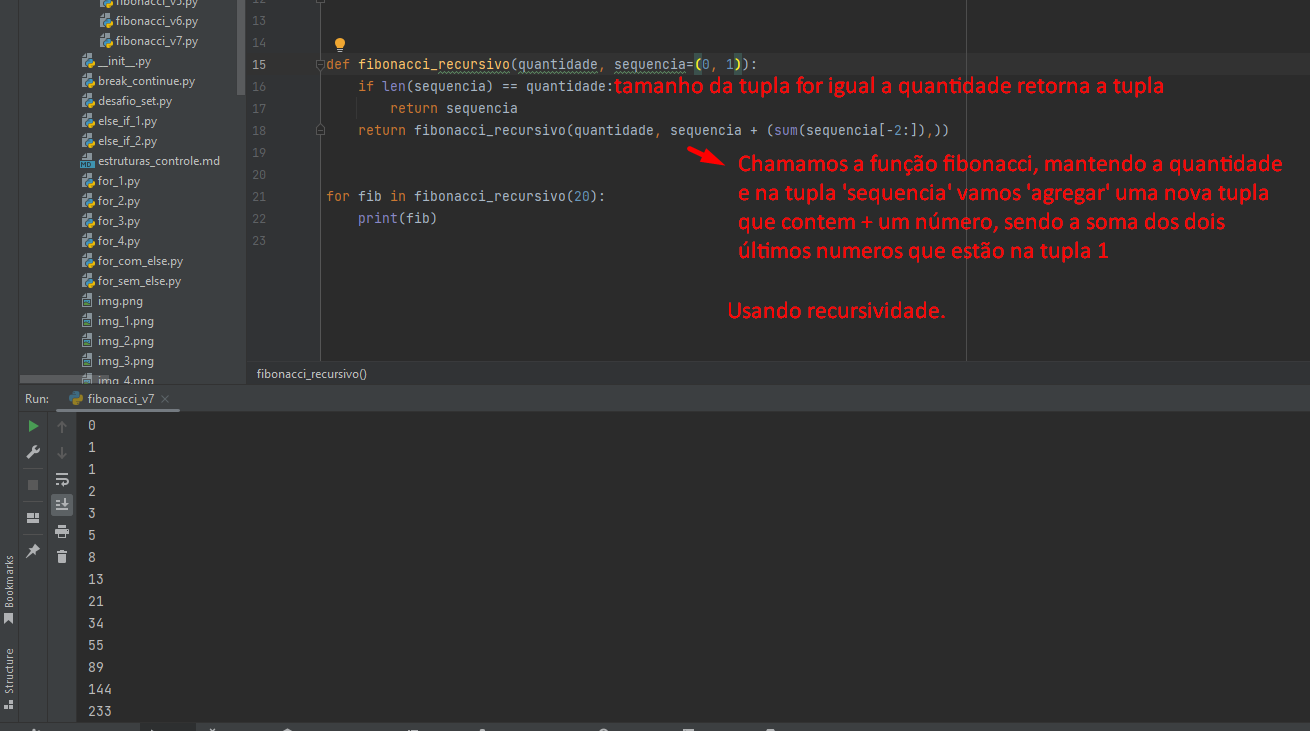 fibonacci_v5.py
fibonacci_v6.py
fibonacci_v7.py
__init__.py
break_continue.py
desafio_set.py
else_if_1.py
else_if_2.py
estruturas_controle.md
for_1.py
for_2.py
for_3.py
for_4.py
for_com_else.py
for_sem_else.py
img.png
img_1.png
img_2.png
img_3.png
img_4.png
12
13
14
15 def fibonacci_recursivo(quantidade, sequencia=(0, 1)):
16 if len(sequencia) == quantidade: tamanho da tupla for igual a quantidade retorna a tupla
17 return sequencia
18 return fibonacci_recursivo(quantidade, sequencia + (sum(sequencia[-2:]),))
19
20
21 for fib in fibonacci_recursivo(20):
22 print(fib)
23
Chamamos a função fibonacci, mantendo a quantidade
e na tupla 'sequencia' vamos 'agregar' uma nova tupla
que contem + um número, sendo a soma dos dois
últimos numeros que estão na tupla 1
Usando recursividade.
fibonacci_recursivo()
Run: fibonacci_v7
0
1
1
2
3
5
8
13
21
34
55
89
144
233
Bookmarks
Structure